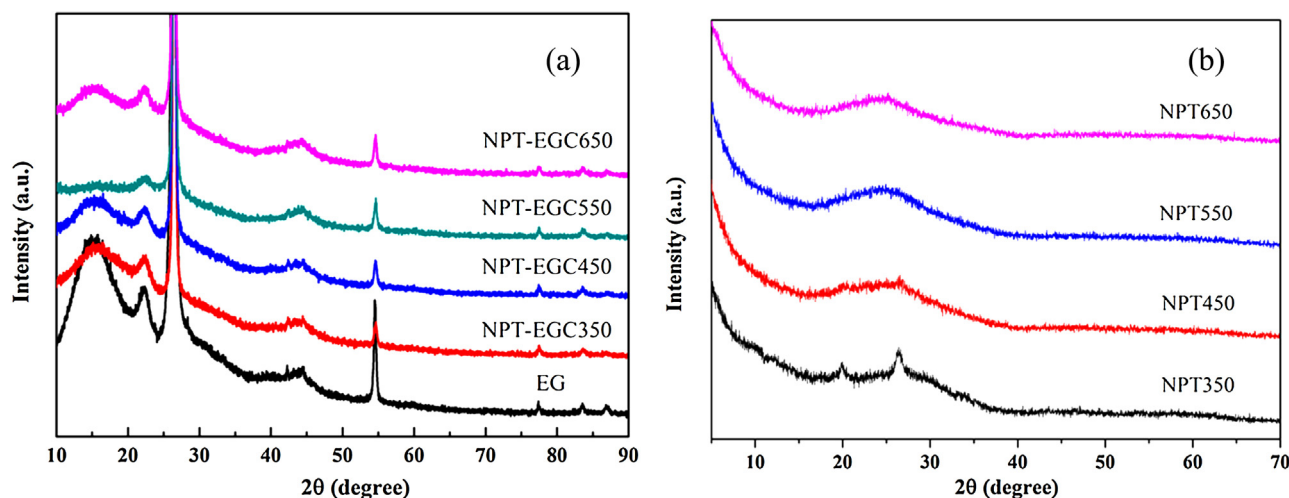 (a)
NPT-EGC650
NPT-EGC550
NPT-EGC450
NPT-EGC350
EG
Intensity (a.u.)
10 20 30 40 50 60 70 80 90
2θ (degree)
(b)
NPT650
NPT550
NPT450
NPT350
Intensity (a.u.)
10 20 30 40 50 60 70
2θ (degree)